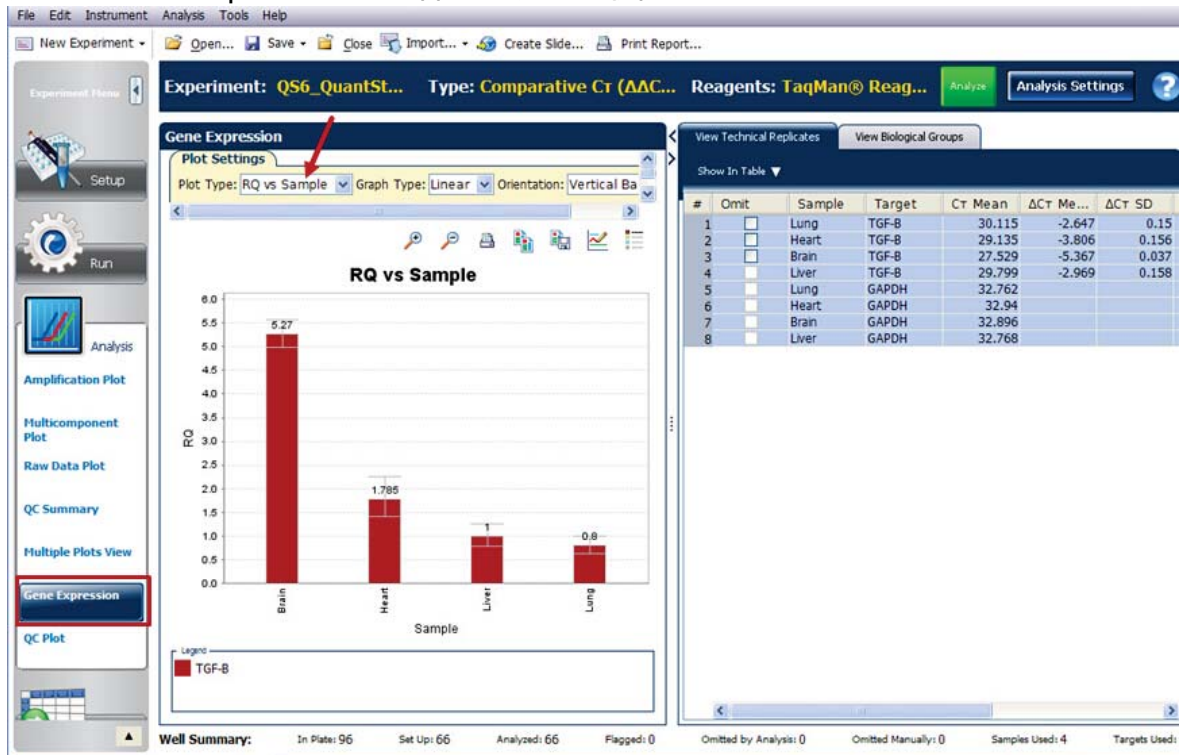 File Edit Instrument Analysis Tools Help
New Experiment Open... Save Close Import... Create Slide... Print Report...
Experiment Menu
Experiment: QS6_QuantSt... Type: Comparative Cᴛ (ΔΔC... Reagents: TaqMan® Reag... Analyze Analysis Settings ?
Setup
Run
Analysis
Amplification Plot
Multicomponent
Plot
Raw Data Plot
QC Summary
Multiple Plots View
Gene Expression
QC Plot
Gene Expression
Plot Settings
Plot Type: RQ vs Sample Graph Type: Linear Orientation: Vertical Ba
RQ vs Sample
RQ
6.0
5.5
5.0
4.5
4.0
3.5
3.0
2.5
2.0
1.5
1.0
0.5
0.0
5.27
1.785
1
0.8
Brain Heart Liver Lung
Sample
Legend
TGF-B
View Technical Replicates View Biological Groups
Show In Table ▼
# Omit Sample Target Cᴛ Mean ΔCᴛ Me... ΔCᴛ SD
1 Lung TGF-B 30.115 -2.647 0.15
2 Heart TGF-B 29.135 -3.806 0.156
3 Brain TGF-B 27.529 -5.367 0.037
4 Liver TGF-B 29.799 -2.969 0.158
5 Lung GAPDH 32.762
6 Heart GAPDH 32.94
7 Brain GAPDH 32.896
8 Liver GAPDH 32.768
Well Summary: In Plate: 96 Set Up: 66 Analyzed: 66 Flagged: 0 Omitted by Analysis: 0 Omitted Manually: 0 Samples Used: 4 Targets Used: